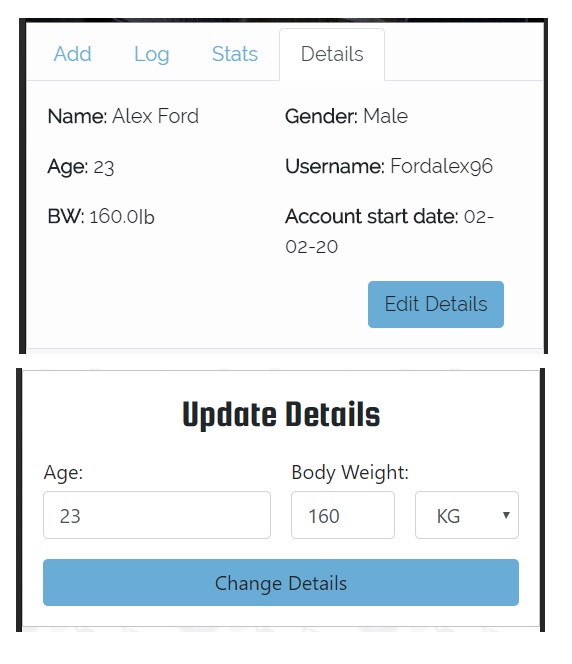 Add Log Stats Details
Name: Alex Ford Gender: Male
Age: 23 Username: Fordalex96
BW: 160.0lb Account start date: 02-
02-20
Edit Details
Update Details
Age: Body Weight:
23 160 KG
Change Details